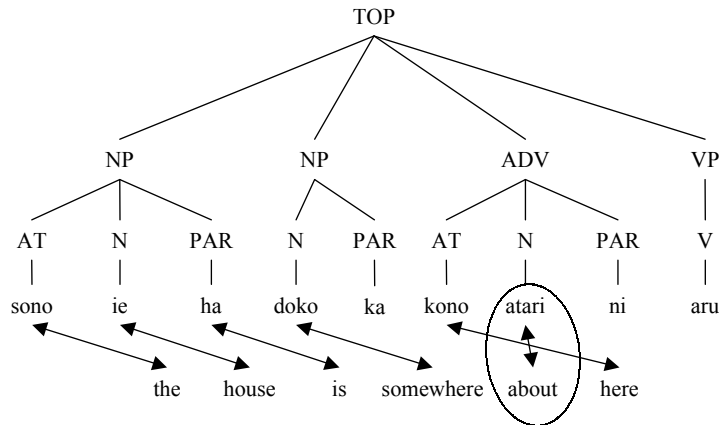 TOP
NP NP ADV VP
AT N PAR N PAR AT N PAR V
sono ie ha doko ka kono atari ni aru
the house is somewhere about here